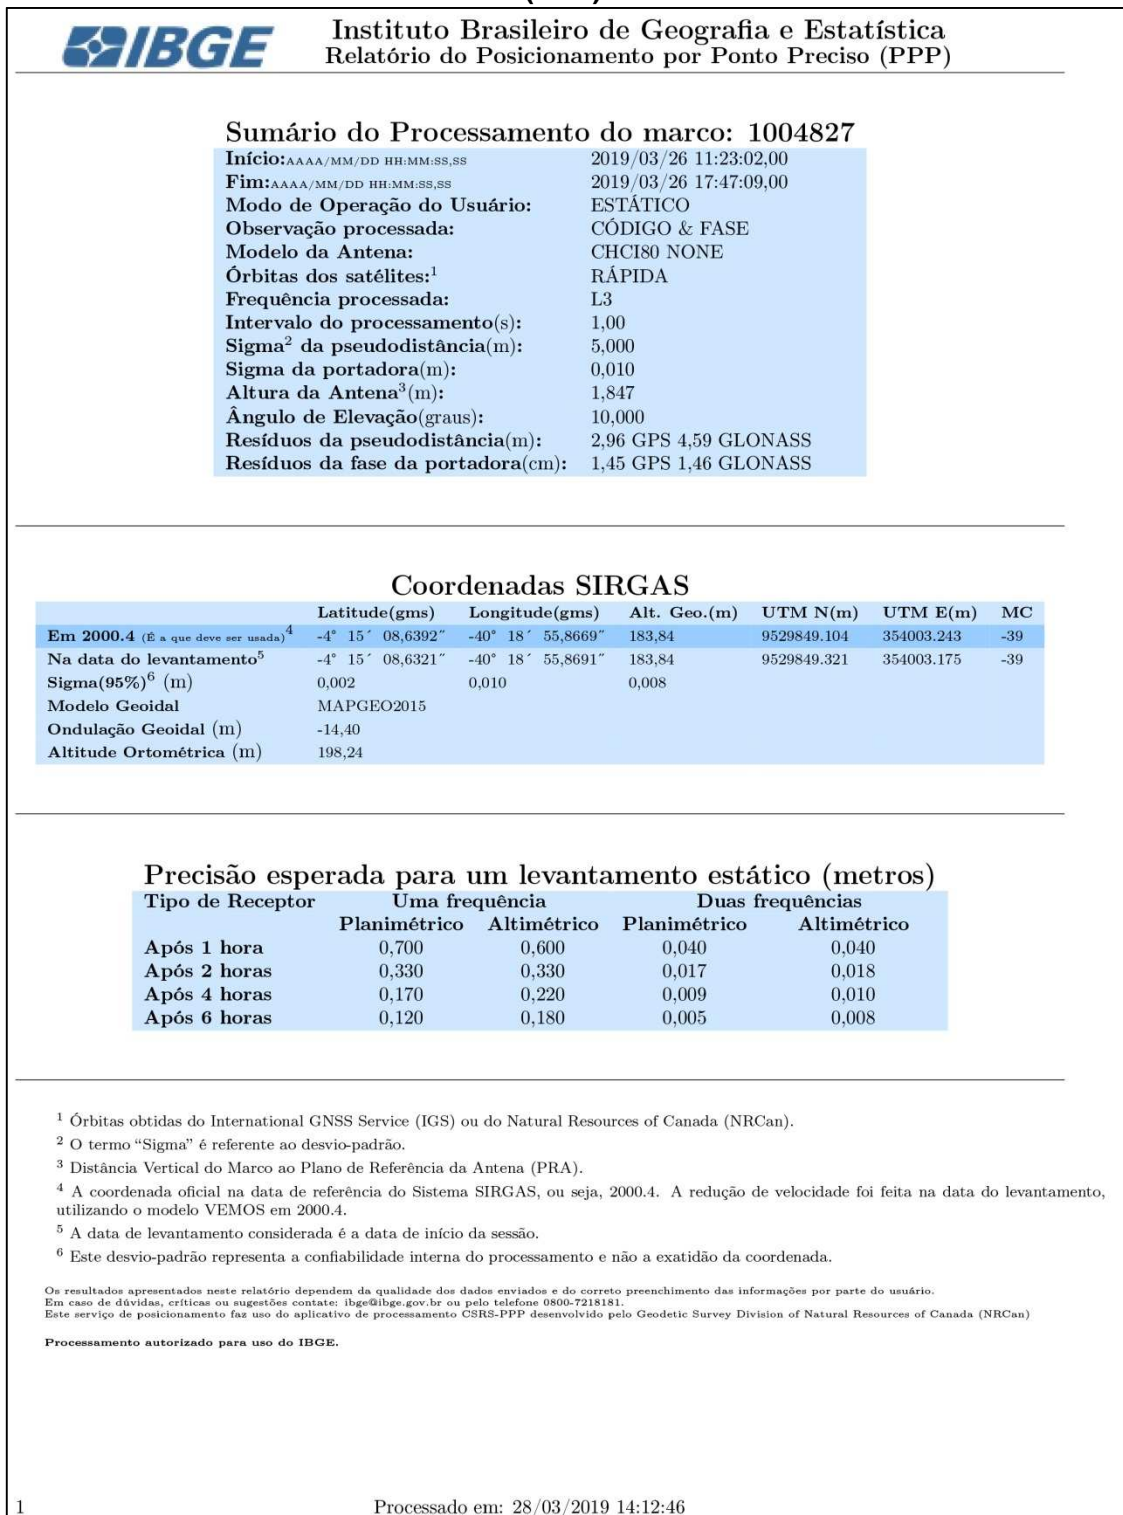 IBGE
Instituto Brasileiro de Geografia e Estatística
Relatório do Posicionamento por Ponto Preciso (PPP)
Sumário do Processamento do marco: 1004827
Início:AAAA/MM/DD HH:MM:SS,SS 2019/03/26 11:23:02,00
Fim:AAAA/MM/DD HH:MM:SS,SS 2019/03/26 17:47:09,00
Modo de Operação do Usuário: ESTÁTICO
Observação processada: CÓDIGO & FASE
Modelo da Antena: CHCI80 NONE
Órbitas dos satélites:¹ RÁPIDA
Frequência processada: L3
Intervalo do processamento(s): 1,00
Sigma² da pseudodistância(m): 5,000
Sigma da portadora(m): 0,010
Altura da Antena³(m): 1,847
Ângulo de Elevação(graus): 10,000
Resíduos da pseudodistância(m): 2,96 GPS 4,59 GLONASS
Resíduos da fase da portadora(cm): 1,45 GPS 1,46 GLONASS
Coordenadas SIRGAS
Latitude(gms) Longitude(gms) Alt. Geo.(m) UTM N(m) UTM E(m) MC
Em 2000.4 (É a que deve ser usada)⁴ -4° 15´ 08,6392˝ -40° 18´ 55,8669˝ 183,84 9529849.104 354003.243 -39
Na data do levantamento⁵ -4° 15´ 08,6321˝ -40° 18´ 55,8691˝ 183,84 9529849.321 354003.175 -39
Sigma(95%)⁶ (m) 0,002 0,010 0,008
Modelo Geoidal MAPGEO2015
Ondulação Geoidal (m) -14,40
Altitude Ortométrica (m) 198,24
Precisão esperada para um levantamento estático (metros)
Tipo de Receptor Uma frequência Duas frequências
Planimétrico Altimétrico Planimétrico Altimétrico
Após 1 hora 0,700 0,600 0,040 0,040
Após 2 horas 0,330 0,330 0,017 0,018
Após 4 horas 0,170 0,220 0,009 0,010
Após 6 horas 0,120 0,180 0,005 0,008
¹ Órbitas obtidas do International GNSS Service (IGS) ou do Natural Resources of Canada (NRCan).
² O termo “Sigma” é referente ao desvio-padrão.
³ Distância Vertical do Marco ao Plano de Referência da Antena (PRA).
⁴ A coordenada oficial na data de referência do Sistema SIRGAS, ou seja, 2000.4. A redução de velocidade foi feita na data do levantamento,
utilizando o modelo VEMOS em 2000.4.
⁵ A data de levantamento considerada é a data de início da sessão.
⁶ Este desvio-padrão representa a confiabilidade interna do processamento e não a exatidão da coordenada.
Os resultados apresentados neste relatório dependem da qualidade dos dados enviados e do correto preenchimento das informações por parte do usuário.
Em caso de dúvidas, críticas ou sugestões contate: ibge@ibge.gov.br ou pelo telefone 0800-7218181.
Este serviço de posicionamento faz uso do aplicativo de processamento CSRS-PPP desenvolvido pelo Geodetic Survey Division of Natural Resources of Canada (NRCan)
Processamento autorizado para uso do IBGE.
1 Processado em: 28/03/2019 14:12:46